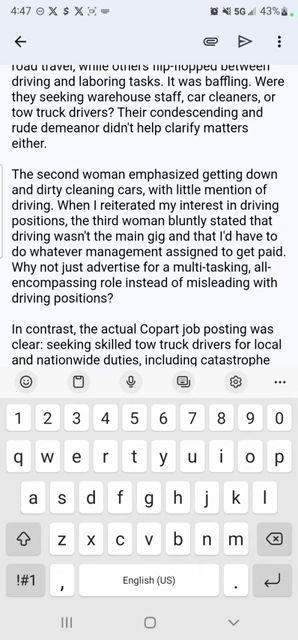 4:47
5G
43%
road travel, while others flip-flopped between
driving and laboring tasks. It was baffling. Were
they seeking warehouse staff, car cleaners, or
tow truck drivers? Their condescending and
rude demeanor didn't help clarify matters
either.
The second woman emphasized getting down
and dirty cleaning cars, with little mention of
driving. When I reiterated my interest in driving
positions, the third woman bluntly stated that
driving wasn't the main gig and that I'd have to
do whatever management assigned to get paid.
Why not just advertise for a multi-tasking, all-
encompassing role instead of misleading with
driving positions?
In contrast, the actual Copart job posting was
clear: seeking skilled tow truck drivers for local
and nationwide duties, including catastrophe
1 2 3 4 5 6 7 8 9 0
q w e r t y u i o p
a s d f g h j k l
z x c v b n m
!#1 , English (US) .